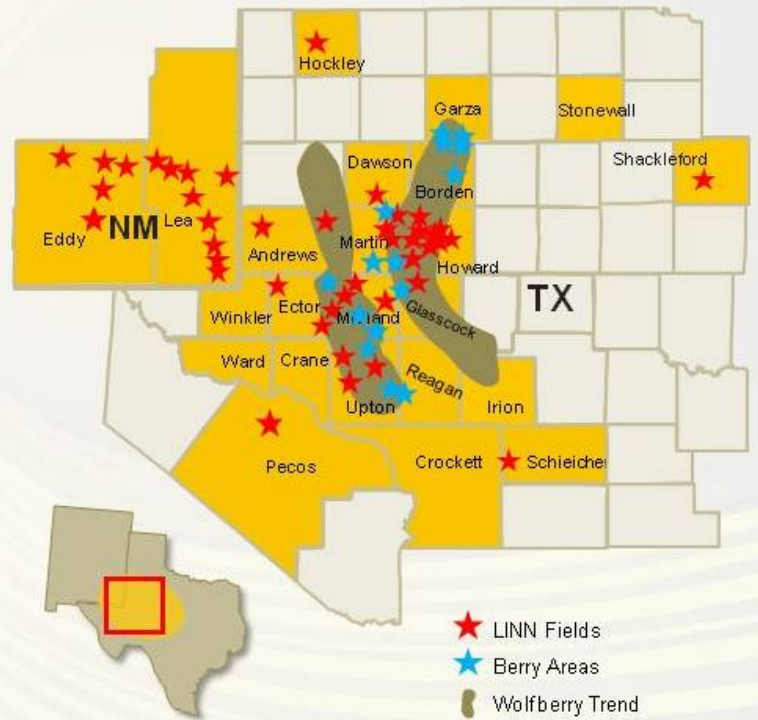 Hockley
Garza
Stonewall
Shackleford
Dawson
Borden
NM
Lea
Eddy
Andrews
Martin
Howard
TX
Winkler
Ector
Midland
Glasscock
Ward
Crane
Reagan
Upton
Irion
Pecos
Crockett
Schleicher
LINN Fields
Berry Areas
Wolfberry Trend